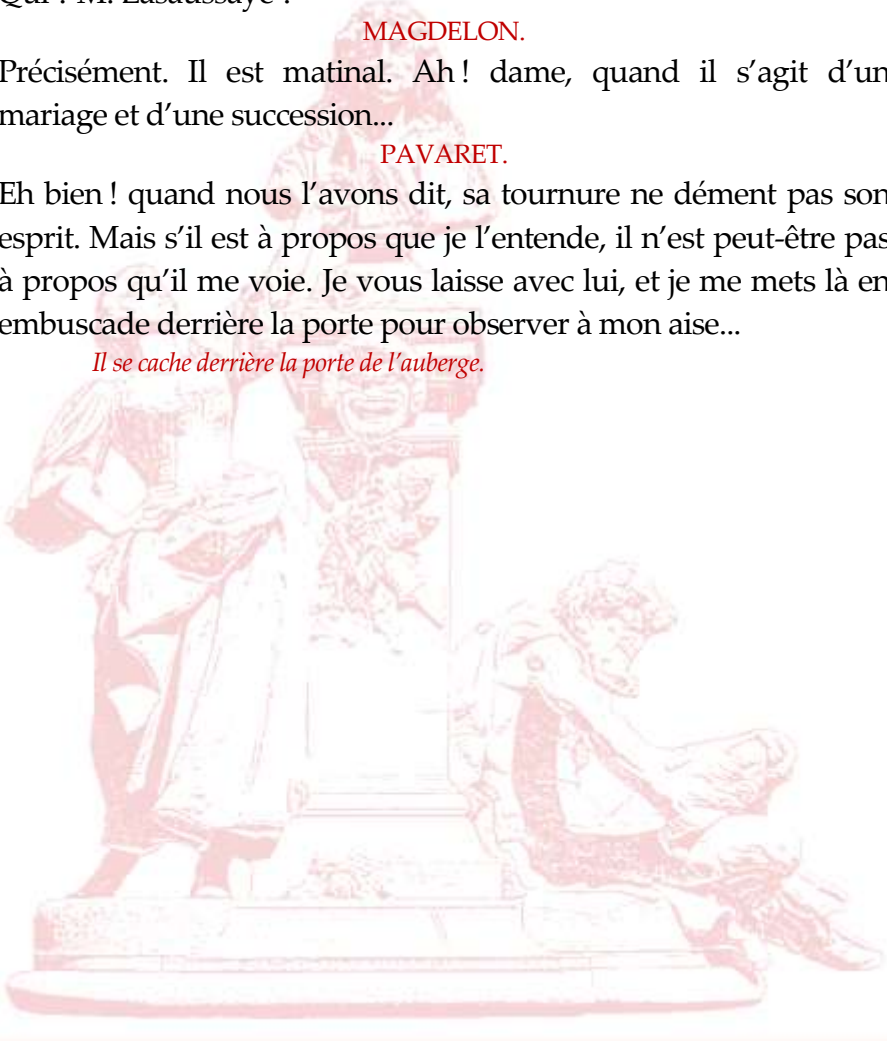 Qui ? M. Lasaussaye ?
MAGDELON.
Précisément. Il est matinal. Ah ! dame, quand il s’agit d’un
mariage et d’une succession...
PAVARET.
Eh bien ! quand nous l’avons dit, sa tournure ne dément pas son
esprit. Mais s’il est à propos que je l’entende, il n’est peut-être pas
à propos qu’il me voie. Je vous laisse avec lui, et je me mets là en
embuscade derrière la porte pour observer à mon aise...
Il se cache derrière la porte de l’auberge.